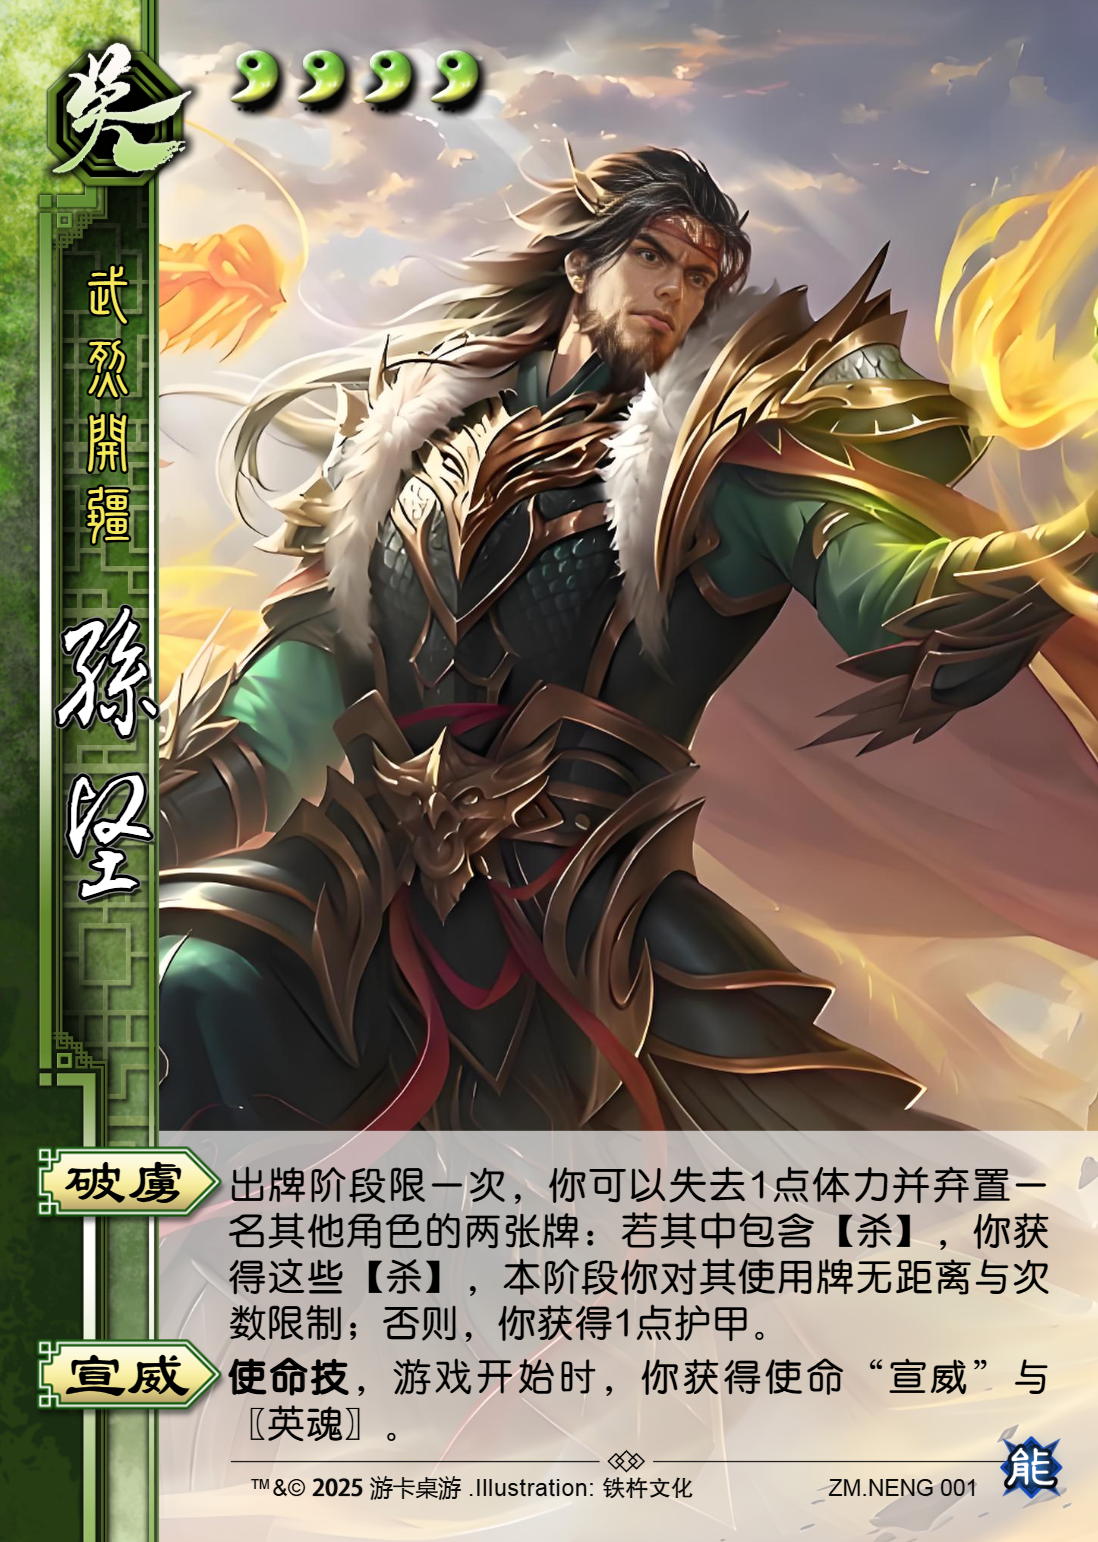 吴
武烈開疆
孫堅
破虜
出牌阶段限一次，你可以失去1点体力并弃置一
名其他角色的两张牌：若其中包含【杀】，你获
得这些【杀】，本阶段你对其使用牌无距离与次
数限制；否则，你获得1点护甲。
宣威
使命技，游戏开始时，你获得使命“宣威”与
〖英魂〗。
™&© 2025 游卡桌游 .Illustration: 铁杵文化
ZM.NENG 001
能